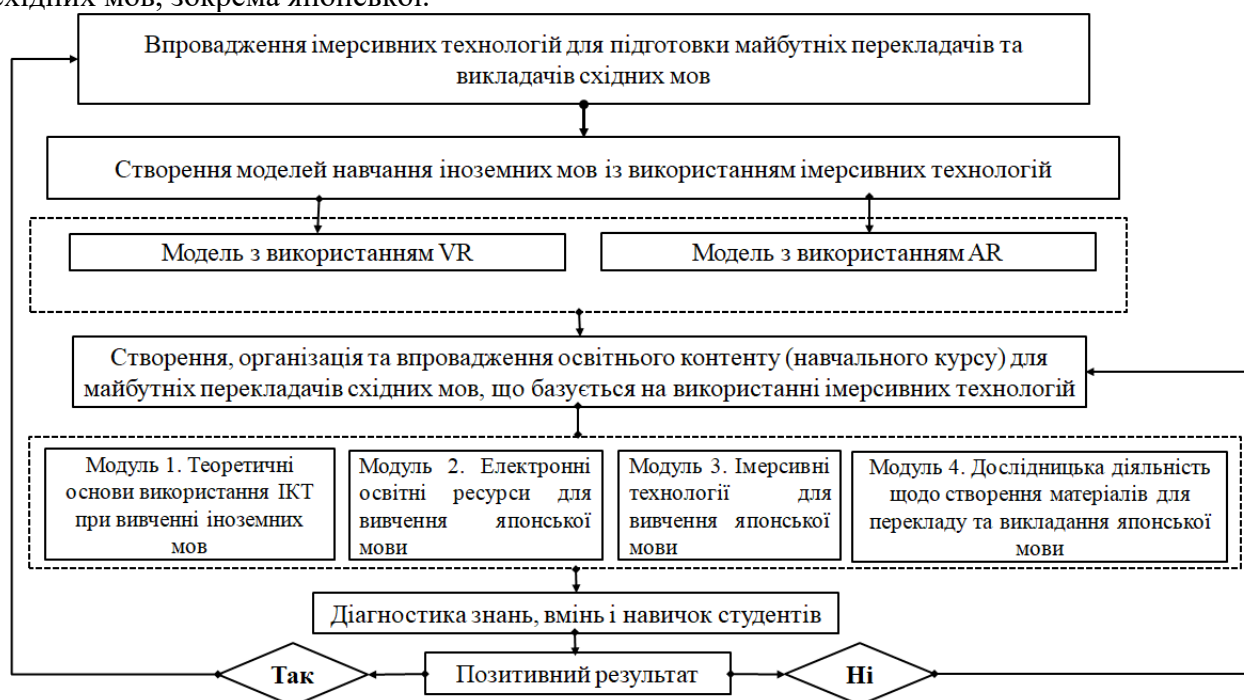 східних мов, зокрема японської.
Впровадження імерсивних технологій для підготовки майбутніх перекладачів та
викладачів східних мов
Створення моделей навчання іноземних мов із використанням імерсивних технологій
Модель з використанням VR
Модель з використанням AR
Створення, організація та впровадження освітнього контенту (навчального курсу) для
майбутніх перекладачів східних мов, що базується на використанні імерсивних технологій
Модуль 1. Теоретичні
основи використання ІКТ
при вивченні іноземних
мов
Модуль 2. Електронні
освітні ресурси для
вивчення японської
мови
Модуль 3. Імерсивні
технології для
вивчення японської
мови
Модуль 4. Дослідницька діяльність
щодо створення матеріалів для
перекладу та викладання японської
мови
Діагностика знань, вмінь і навичок студентів
Так
Позитивний результат
Ні